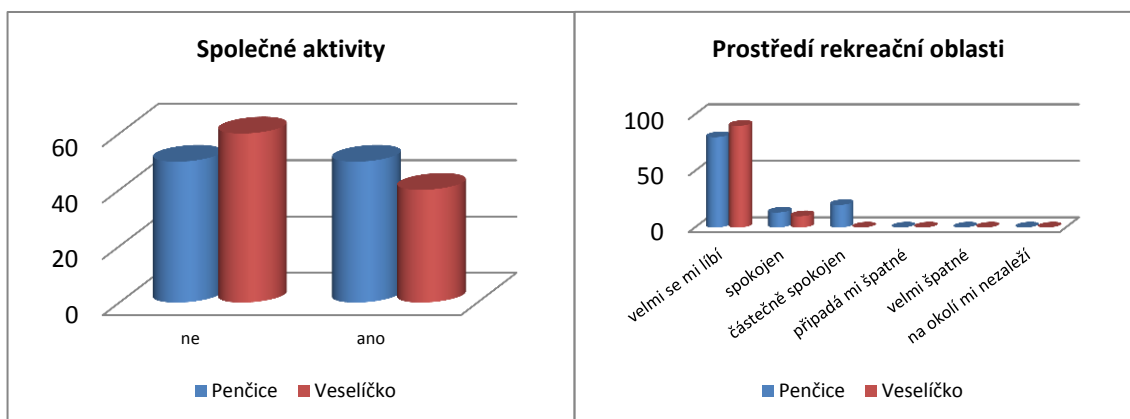 Společné aktivity
60
40
20
0
ne ano
Penčice Veselíčko
Prostředí rekreační oblasti
100
50
0
velmi se mi líbí
spokojen
částečně spokojen
připadá mi špatné
velmi špatné
na okolí mi nezaleží
Penčice Veselíčko